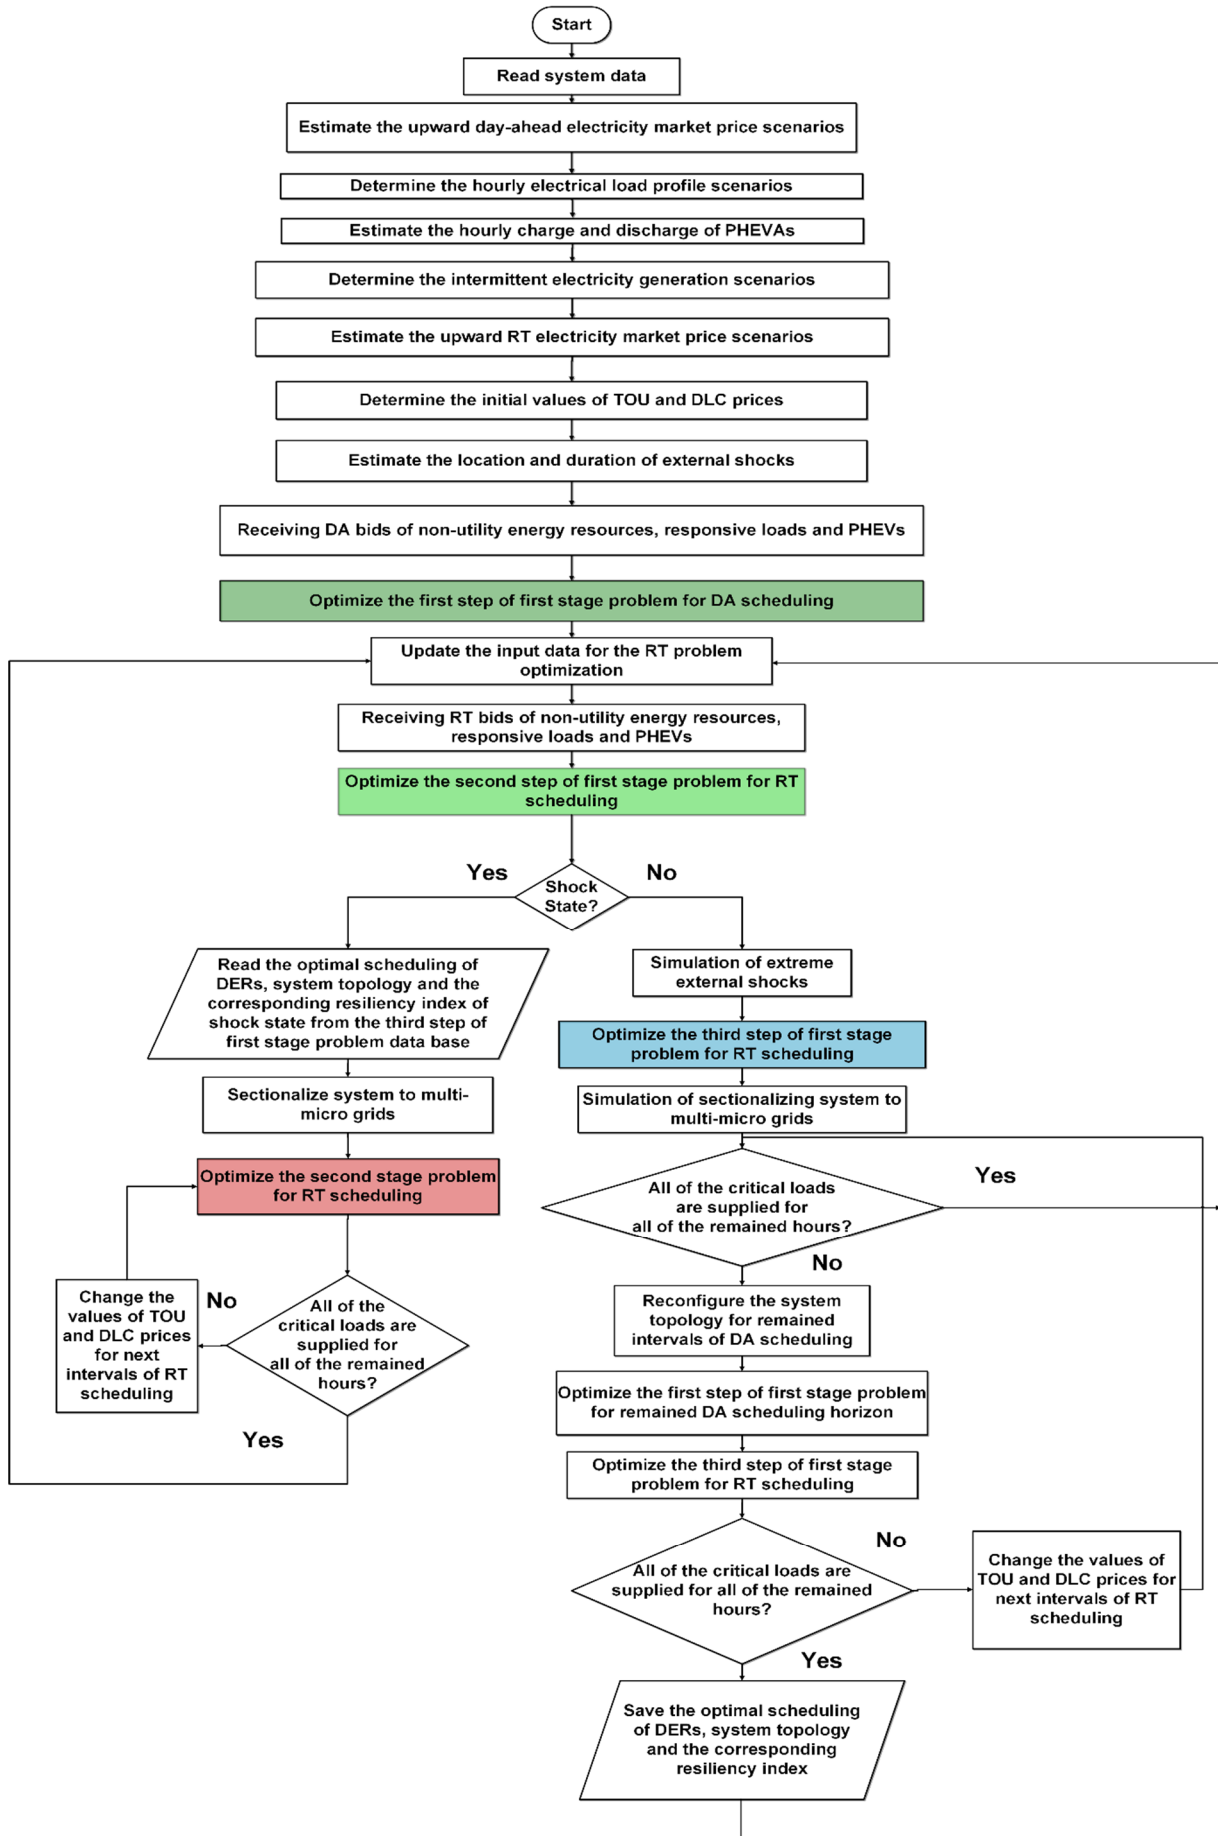 Start
Read system data
Estimate the upward day-ahead electricity market price scenarios
Determine the hourly electrical load profile scenarios
Estimate the hourly charge and discharge of PHEVAs
Determine the intermittent electricity generation scenarios
Estimate the upward RT electricity market price scenarios
Determine the initial values of TOU and DLC prices
Estimate the location and duration of external shocks
Receiving DA bids of non-utility energy resources, responsive loads and PHEVs
Optimize the first step of first stage problem for DA scheduling
Update the input data for the RT problem
optimization
Receiving RT bids of non-utility energy resources,
responsive loads and PHEVs
Optimize the second step of first stage problem for RT
scheduling
Yes
No
Shock
State?
Read the optimal scheduling of
DERs, system topology and the
corresponding resiliency index of
shock state from the third step of
first stage problem data base
Sectionalize system to multi-
micro grids
Optimize the second stage problem
for RT scheduling
All of the
critical loads are
supplied for
all of the remained
hours?
No
Change the
values of TOU
and DLC prices
for next
intervals of RT
scheduling
Yes
Simulation of extreme
external shocks
Optimize the third step of first stage
problem for RT scheduling
Simulation of sectionalizing system to
multi-micro grids
All of the critical loads
are supplied for
all of the remained hours?
Yes
No
Reconfigure the system
topology for remained
intervals of DA scheduling
Optimize the first step of first stage problem
for remained DA scheduling horizon
Optimize the third step of first stage
problem for RT scheduling
All of the critical loads are
supplied for all of the remained
hours?
No
Change the values of
TOU and DLC prices for
next intervals of RT
scheduling
Yes
Save the optimal scheduling
of DERs, system topology
and the corresponding
resiliency index